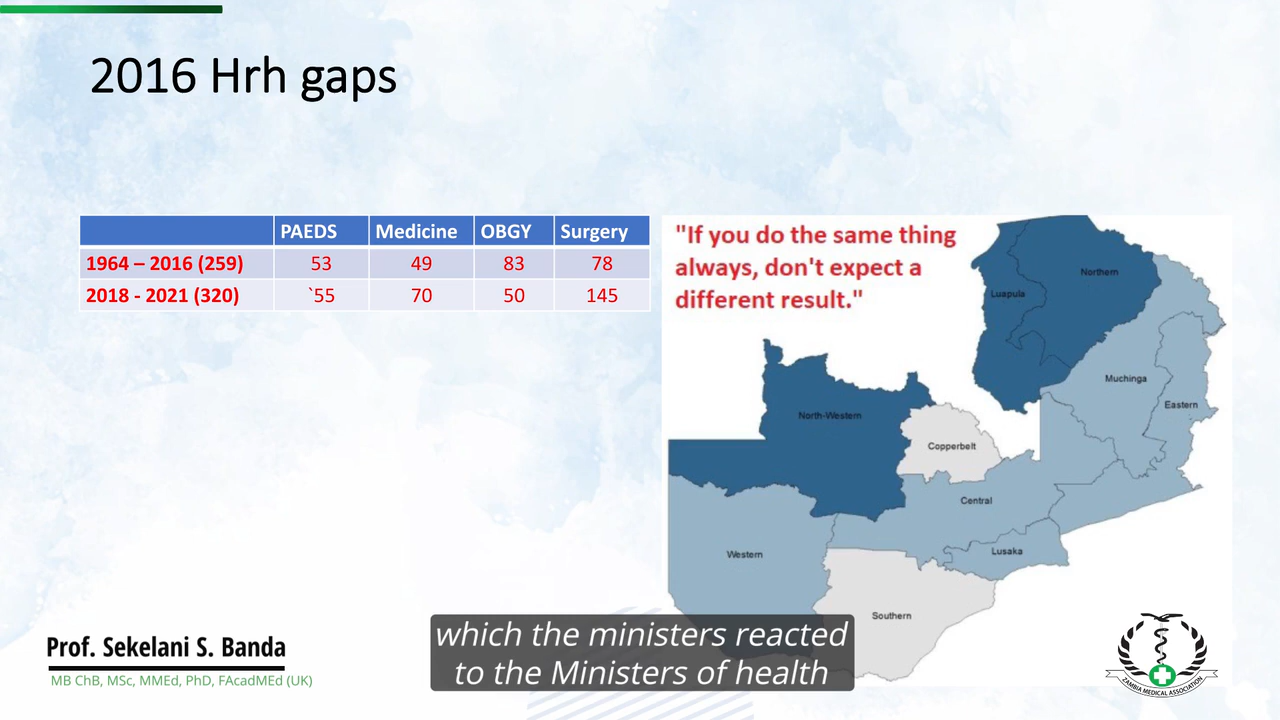 2016 Hrh gaps
PAEDS Medicine OBGY Surgery
1964 – 2016 (259) 53 49 83 78
2018 - 2021 (320) `55 70 50 145
"If you do the same thing
always, don't expect a
different result."
Northern
Luapula
Muchinga
Eastern
North-Western
Copperbelt
Central
Western
Lusaka
Southern
which the ministers reacted
to the Ministers of health
Prof. Sekelani S. Banda
MB ChB, MSc, MMEd, PhD, FAcadMEd (UK)
ZAMBIA MEDICAL ASSOCIATION